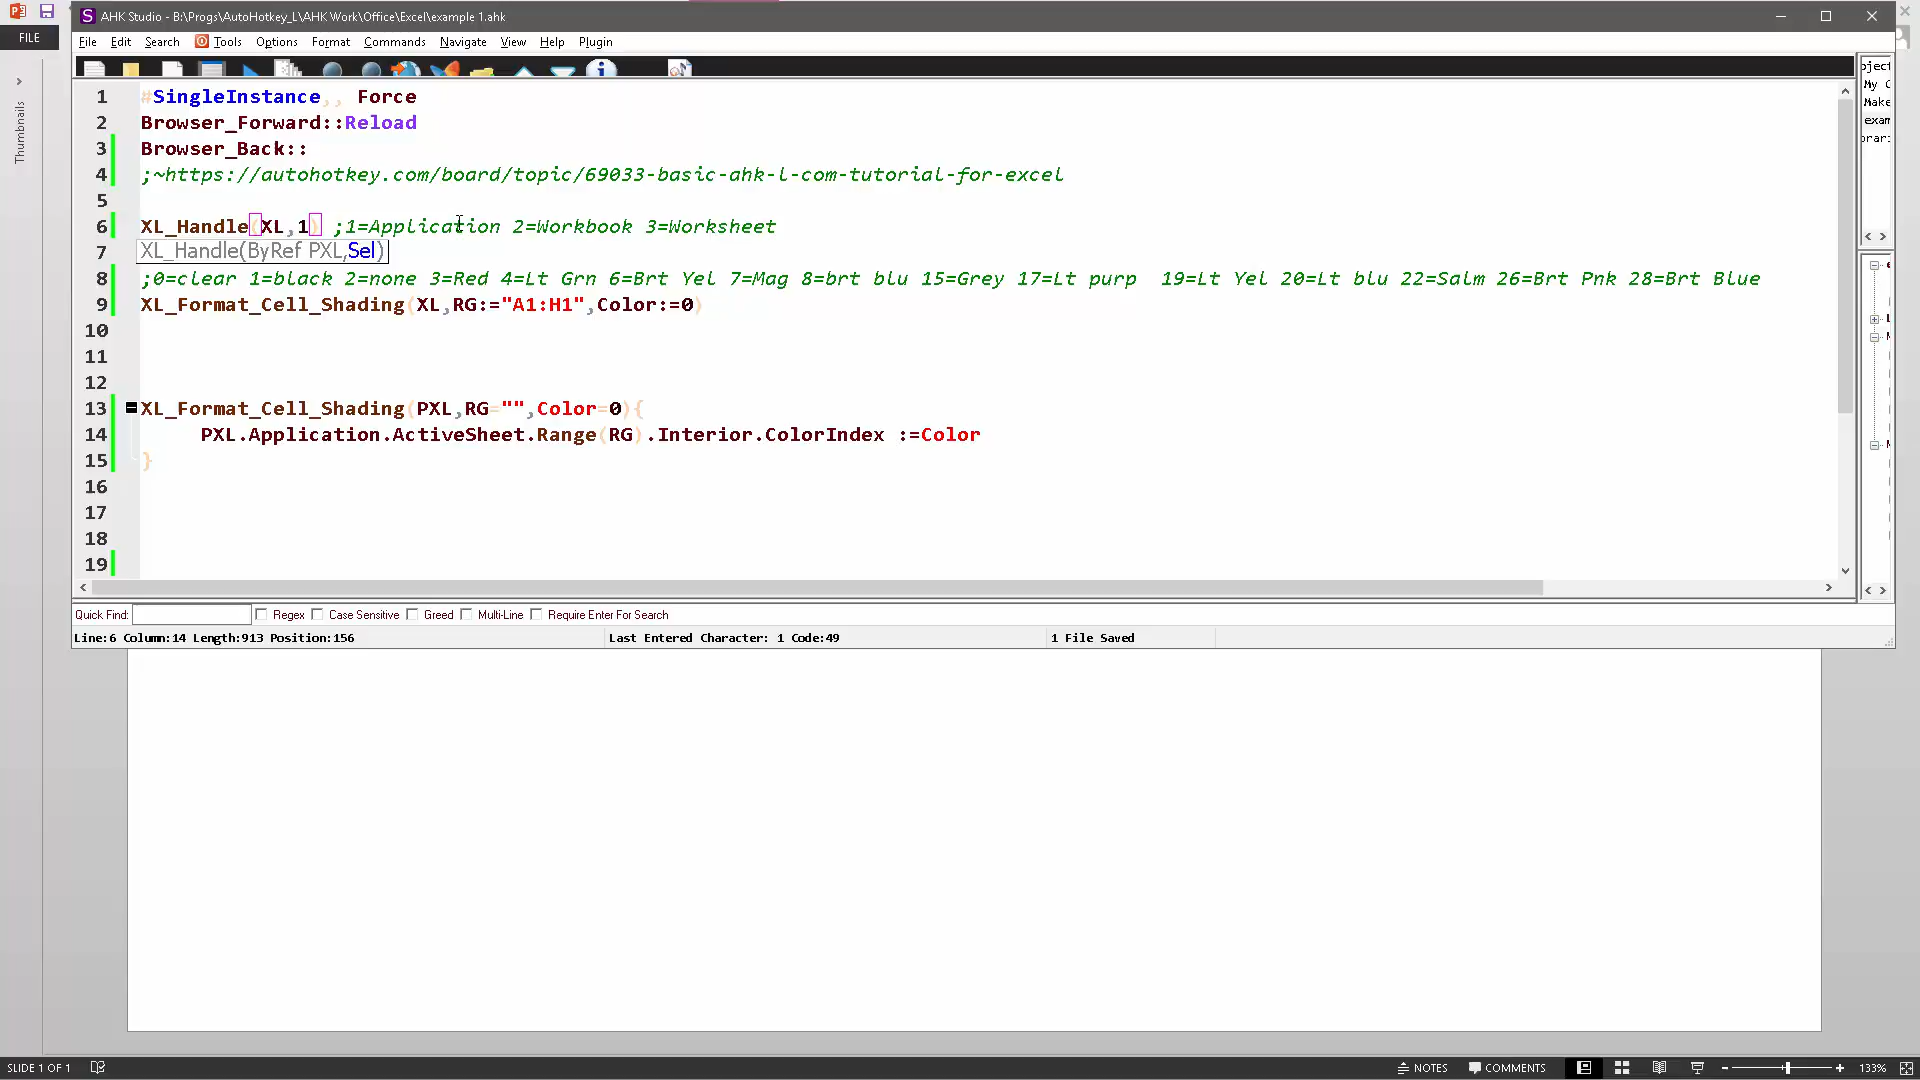 AHK Studio - B:\Progs\AutoHotkey_L\AHK Work\Office\Excel\example 1.ahk
FILE
File Edit Search Tools Options Format Commands Navigate View Help Plugin
Thumbnails
1 #SingleInstance,, Force
2 Browser_Forward::Reload
3 Browser_Back::
4 ;~https://autohotkey.com/board/topic/69033-basic-ahk-l-com-tutorial-for-excel
5
6 XL_Handle(XL,1) ;1=Application 2=Workbook 3=Worksheet
7 XL_Handle(ByRef PXL,Sel)
8 ;0=clear 1=black 2=none 3=Red 4=Lt Grn 6=Brt Yel 7=Mag 8=brt blu 15=Grey 17=Lt purp 19=Lt Yel 20=Lt blu 22=Salm 26=Brt Pnk 28=Brt Blue
9 XL_Format_Cell_Shading(XL,RG:="A1:H1",Color:=0)
10
11
12
13 XL_Format_Cell_Shading(PXL,RG="",Color=0){
14 PXL.Application.ActiveSheet.Range(RG).Interior.ColorIndex :=Color
15 }
16
17
18
19
My
Make
Quick Find: Regex Case Sensitive Greed Multi-Line Require Enter For Search
Line:6 Column:14 Length:913 Position:156 Last Entered Character: 1 Code:49 1 File Saved
SLIDE 1 OF 1 NOTES COMMENTS 133%